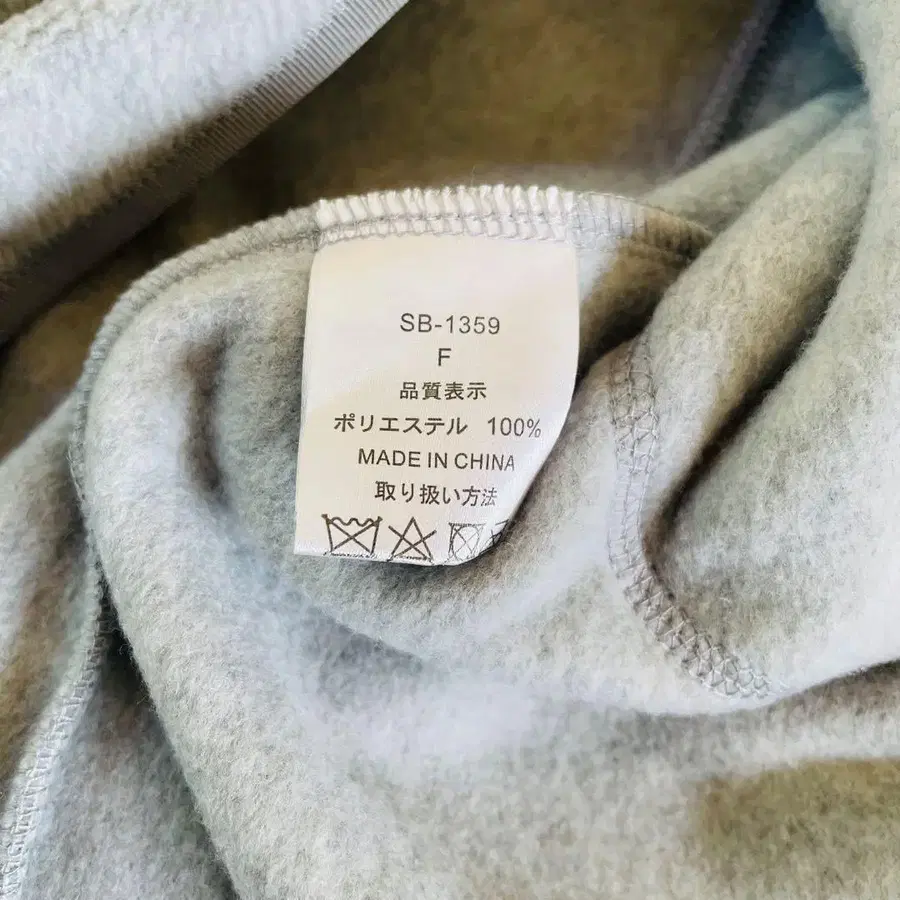 SB-1359
F
品質表示
ポリエステル 100%
MADE IN CHINA
取り扱い方法